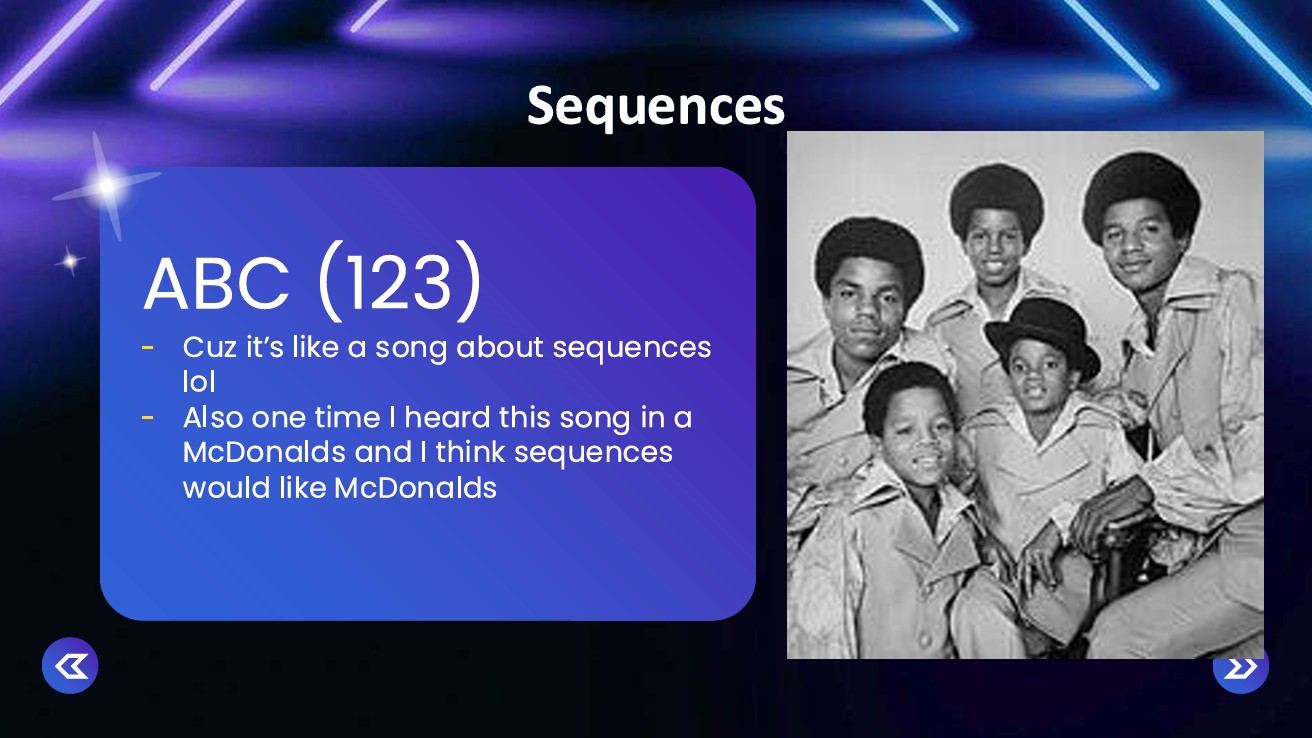 Sequences
ABC (123)
- Cuz it’s like a song about sequences
lol
- Also one time I heard this song in a
McDonalds and I think sequences
would like McDonalds